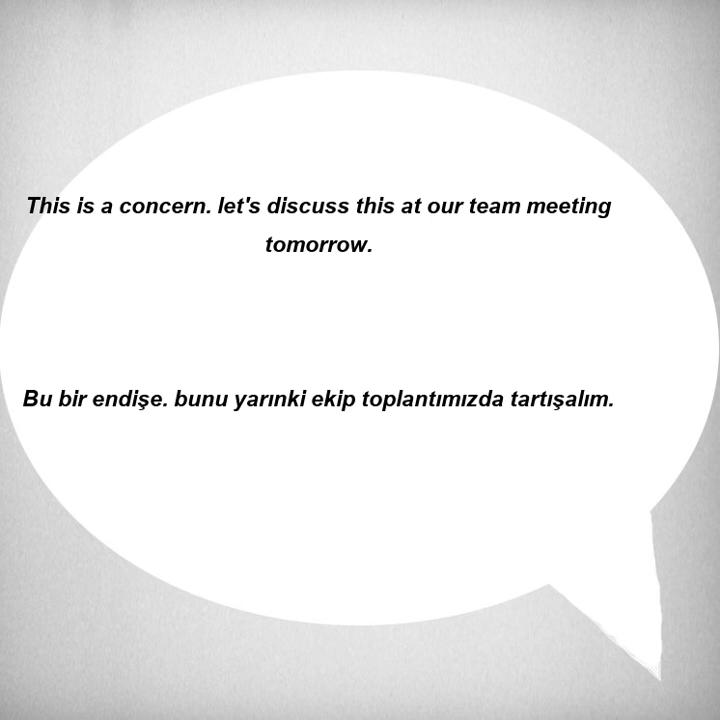 This is a concern. let's discuss this at our team meeting
tomorrow.
Bu bir endişe. bunu yarınki ekip toplantımızda tartışalım.